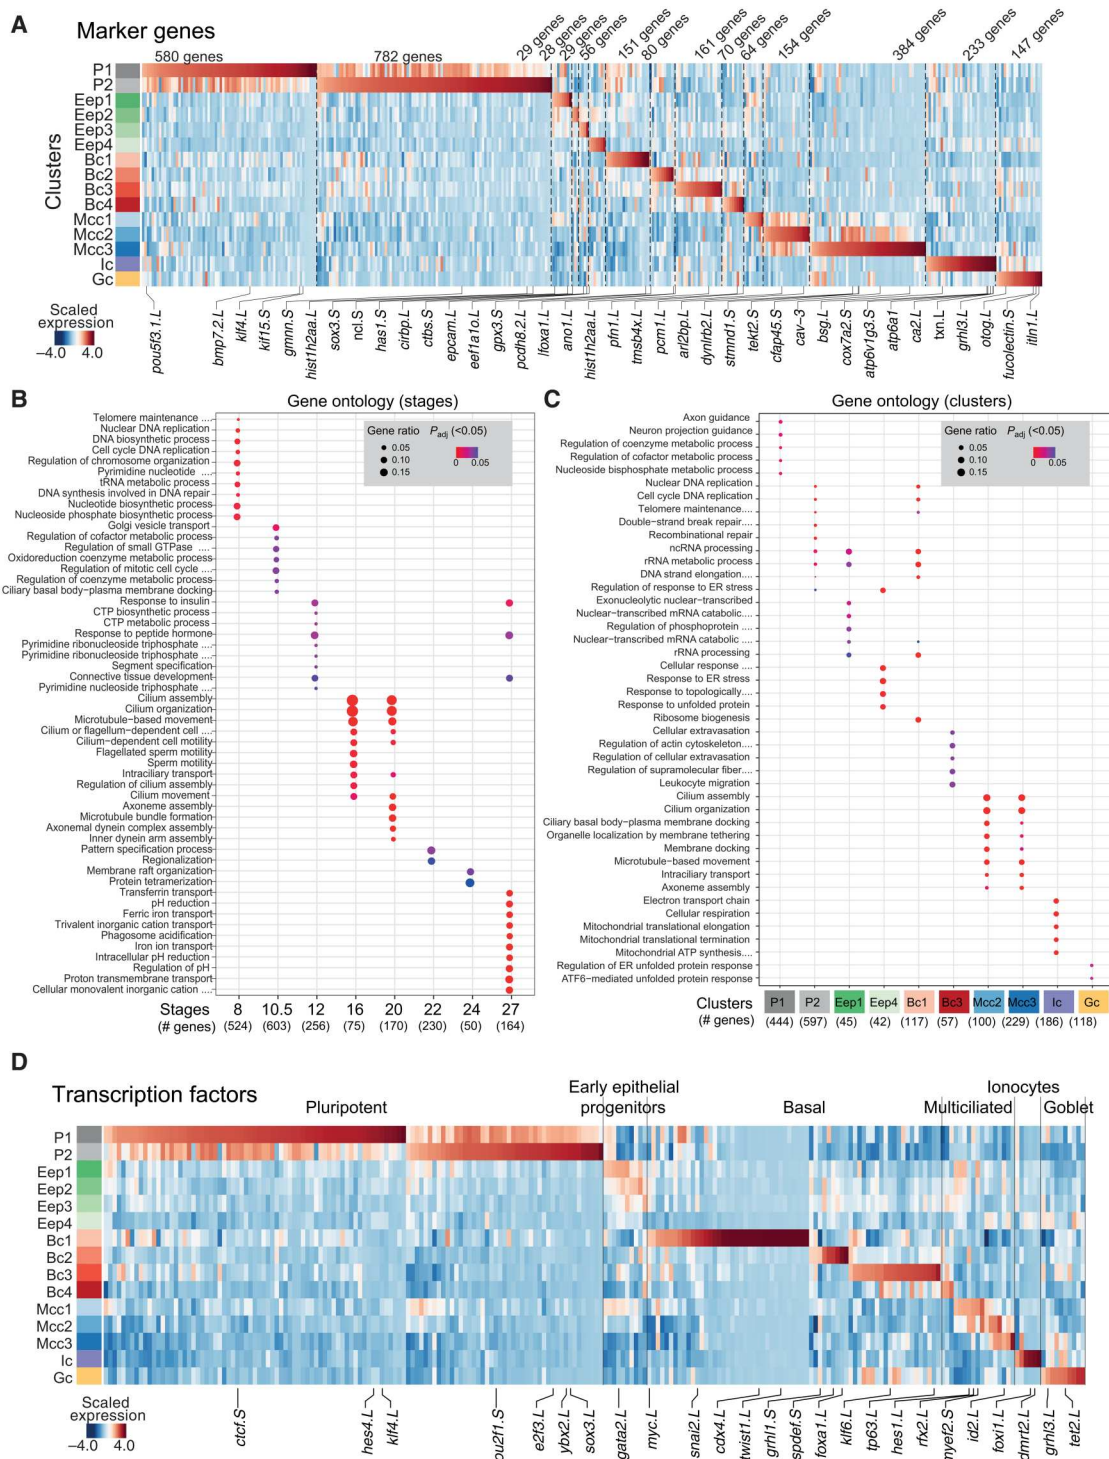 A
Marker genes
580 genes
782 genes
29 genes
28 genes
29 genes
56 genes
151 genes
80 genes
161 genes
70 genes
64 genes
154 genes
384 genes
233 genes
147 genes
Clusters
P1
P2
Eep1
Eep2
Eep3
Eep4
Bc1
Bc2
Bc3
Bc4
Mcc1
Mcc2
Mcc3
Ic
Gc
Scaled
expression
−4.0 4.0
pou5f3.1.L
bmp7.2.L
klf4.L
kif15.S
gmnn.S
hist1h2aa.L
sox3.S
ncl.S
has1.S
cirbp.L
ctbs.S
epcam.L
eef1a1o.L
gpx3.S
pcdh8.2.L
lfoxa1.L
ano1.L
hist1h2aa.L
pfn1.L
tmsb4x.L
pcm1.L
arl2bp.L
dynlrb2.L
stmnd1.S
tekt2.S
cfap45.S
cav-3
bsg.L
cox7a2.S
atp6v1g3.S
atp6a1
ca2.L
txn.L
grhl3.L
otog.L
fucolectin.S
itln1.L
B
Gene ontology (stages)
Telomere maintenance ....
Nuclear DNA replication
DNA biosynthetic process
Cell cycle DNA replication
Regulation of chromosome organization
Pyrimidine nucleotide ....
tRNA metabolic process
DNA synthesis involved in DNA repair
Nucleotide biosynthetic process
Nucleoside phosphate biosynthetic process
Golgi vesicle transport
Regulation of cofactor metabolic process
Regulation of small GTPase ....
Oxidoreduction coenzyme metabolic process
Regulation of mitotic cell cycle ....
Regulation of coenzyme metabolic process
Ciliary basal body-plasma membrane docking
Response to insulin
CTP biosynthetic process
CTP metabolic process
Response to peptide hormone
Pyrimidine ribonucleoside triphosphate ....
Pyrimidine ribonucleoside triphosphate ....
Segment specification
Connective tissue development
Pyrimidine nucleoside triphosphate ....
Cilium assembly
Cilium organization
Microtubule-based movement
Cilium or flagellum-dependent cell ....
Cilium-dependent cell motility
Flagellated sperm motility
Sperm motility
Intraciliary transport
Regulation of cilium assembly
Cilium movement
Axoneme assembly
Microtubule bundle formation
Axonemal dynein complex assembly
Inner dynein arm assembly
Pattern specification process
Regionalization
Membrane raft organization
Protein tetramerization
Transferrin transport
pH reduction
Ferric iron transport
Trivalent inorganic cation transport
Phagosome acidification
Iron ion transport
Intracellular pH reduction
Regulation of pH
Proton transmembrane transport
Cellular monovalent inorganic cation ....
Gene ratio
0.05
0.10
0.15
Padj (<0.05)
0 0.05
Stages
8 10.5 12 16 20 22 24 27
(# genes)
(524) (603) (256) (75) (170) (230) (50) (164)
C
Gene ontology (clusters)
Axon guidance
Neuron projection guidance
Regulation of coenzyme metabolic process
Regulation of cofactor metabolic process
Nucleoside bisphosphate metabolic process
Nuclear DNA replication
Cell cycle DNA replication
Telomere maintenance....
Double-strand break repair....
Recombinational repair
ncRNA processing
rRNA metabolic process
DNA strand elongation....
Regulation of response to ER stress
Exonucleolytic nuclear-transcribed
Nuclear-transcribed mRNA catabolic....
Regulation of phosphoprotein ....
Nuclear-transcribed mRNA catabolic ....
rRNA processing
Cellular response ....
Response to ER stress
Response to topologically....
Response to unfolded protein
Ribosome biogenesis
Cellular extravasation
Regulation of actin cytoskeleton....
Regulation of cellular extravasation
Regulation of supramolecular fiber....
Leukocyte migration
Cilium assembly
Cilium organization
Ciliary basal body-plasma membrane docking
Organelle localization by membrane tethering
Membrane docking
Microtubule-based movement
Intraciliary transport
Axoneme assembly
Electron transport chain
Cellular respiration
Mitochondrial translational elongation
Mitochondrial translational termination
Mitochondrial ATP synthesis....
Regulation of ER unfolded protein response
ATF6-mediated unfolded protein response
Gene ratio
0.05
0.10
0.15
Padj (<0.05)
0 0.05
Clusters
P1 P2 Eep1 Eep4 Bc1 Bc3 Mcc2 Mcc3 Ic Gc
(# genes)
(444) (597) (45) (42) (117) (57) (100) (229) (186) (118)
D
Transcription factors
Pluripotent
Early epithelial
progenitors
Basal
Multiciliated
Ionocytes
Goblet
P1
P2
Eep1
Eep2
Eep3
Eep4
Bc1
Bc2
Bc3
Bc4
Mcc1
Mcc2
Mcc3
Ic
Gc
Scaled
expression
−4.0 4.0
ctcf.S
hes4.L
klf4.L
ou2f1.S
e2f3.L
ybx2.L
sox3.L
gata2.L
myc.L
snai2.L
cdx4.L
twist1.L
grhl1.S
spdef.S
foxa1.L
klf6.L
tp63.L
hes1.L
rfx2.L
myef2.S
id2.L
foxi1.L
dmrt2.L
grhl3.L
tet2.L